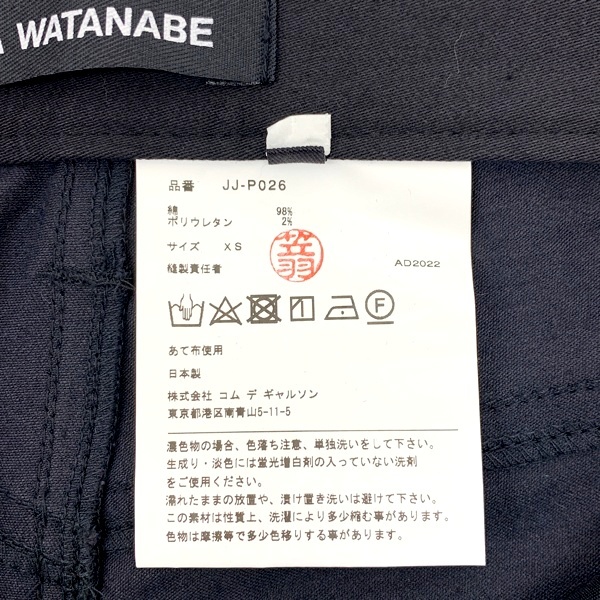 WATANABE
品番 JJ-P026
綿 98%
ポリウレタン 2%
サイズ XS
縫製責任者
笠羽
AD2022
F
あて布使用
日本製
株式会社 コム デ ギャルソン
東京都港区南青山5-11-5
濃色物の場合、色落ち注意、単独洗いをして下さい。
生成り・淡色には蛍光増白剤の入っていない洗剤
をご使用ください。
濡れたままの放置や、漬け置き洗いは避けて下さい。
この素材は性質上、洗濯により多少縮む事が有ります。
色物は摩擦等で多少色移りする事があります。